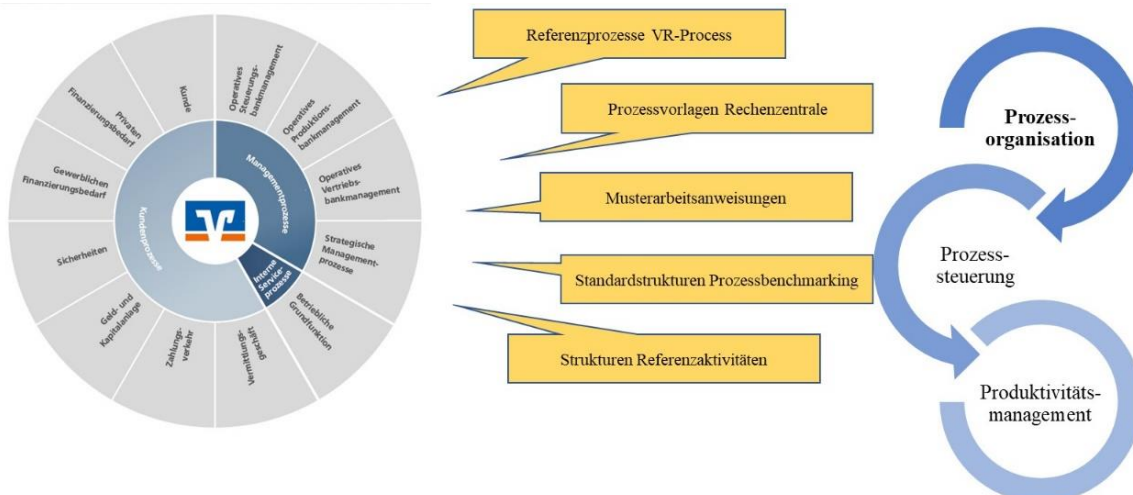 Kunde
Operatives
Steuerungs-
bankmanagement
Operatives
Produktions-
bankmanagement
Operatives
Vertriebs-
bankmanagement
Strategische
Management-
prozesse
Betriebliche
Grundfunktion
Vermittlungs-
geschäft
Zahlungs-
verkehr
Geld- und
Kapitalanlage
Sicherheiten
Gewerblichen
Finanzierungsbedarf
Privaten
Finanzierungsbedarf
Managementprozesse
Interne
Service-
prozesse
Kundenprozesse
Referenzprozesse VR-Process
Prozessvorlagen Rechenzentrale
Musterarbeitsanweisungen
Standardstrukturen Prozessbenchmarking
Strukturen Referenzaktivitäten
Prozess-
organisation
Prozess-
steuerung
Produktivitäts-
management